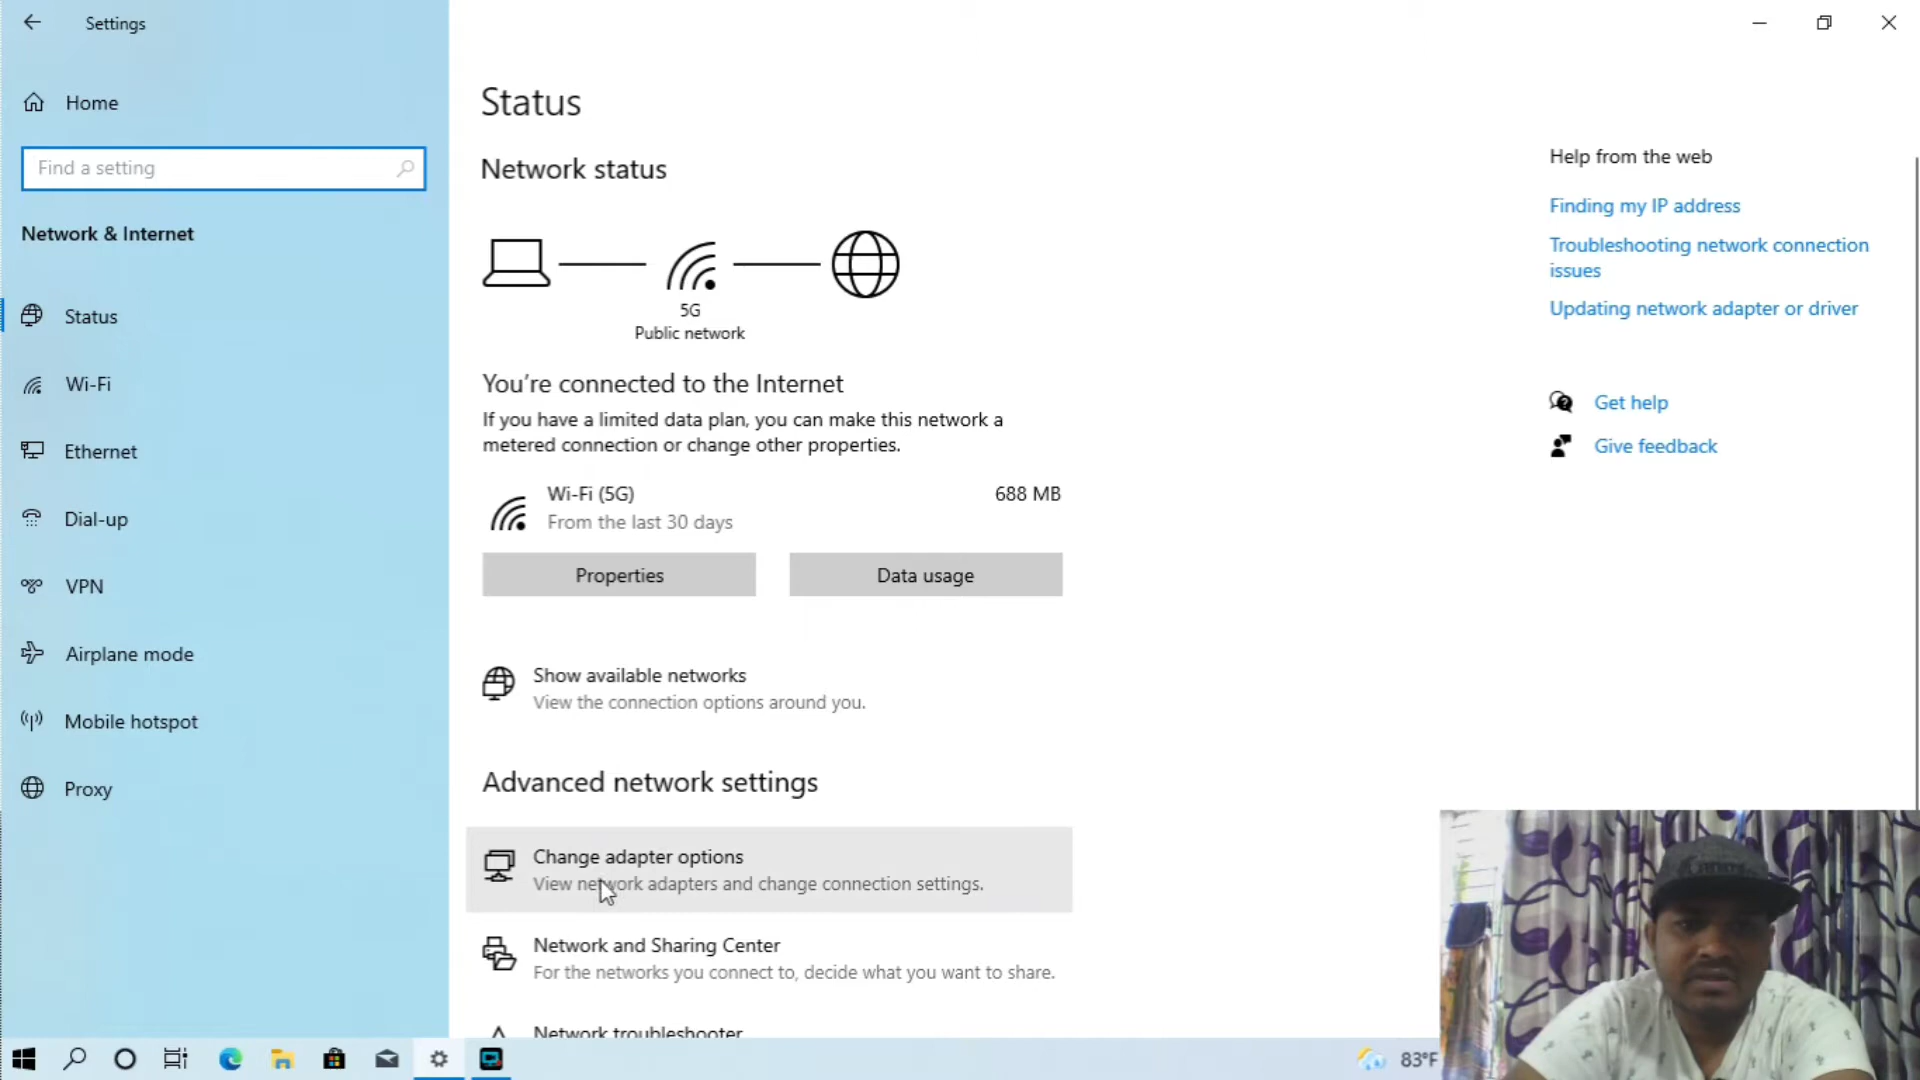 Settings
Home
Find a setting
Network & Internet
Status
Wi-Fi
Ethernet
Dial-up
VPN
Airplane mode
Mobile hotspot
Proxy
Status
Network status
5G
Public network
You're connected to the Internet
If you have a limited data plan, you can make this network a
metered connection or change other properties.
Wi-Fi (5G)
688 MB
From the last 30 days
Properties
Data usage
Show available networks
View the connection options around you.
Advanced network settings
Change adapter options
View network adapters and change connection settings.
Network and Sharing Center
For the networks you connect to, decide what you want to share.
Network troubleshooter
Help from the web
Finding my IP address
Troubleshooting network connection
issues
Updating network adapter or driver
Get help
Give feedback
83°F